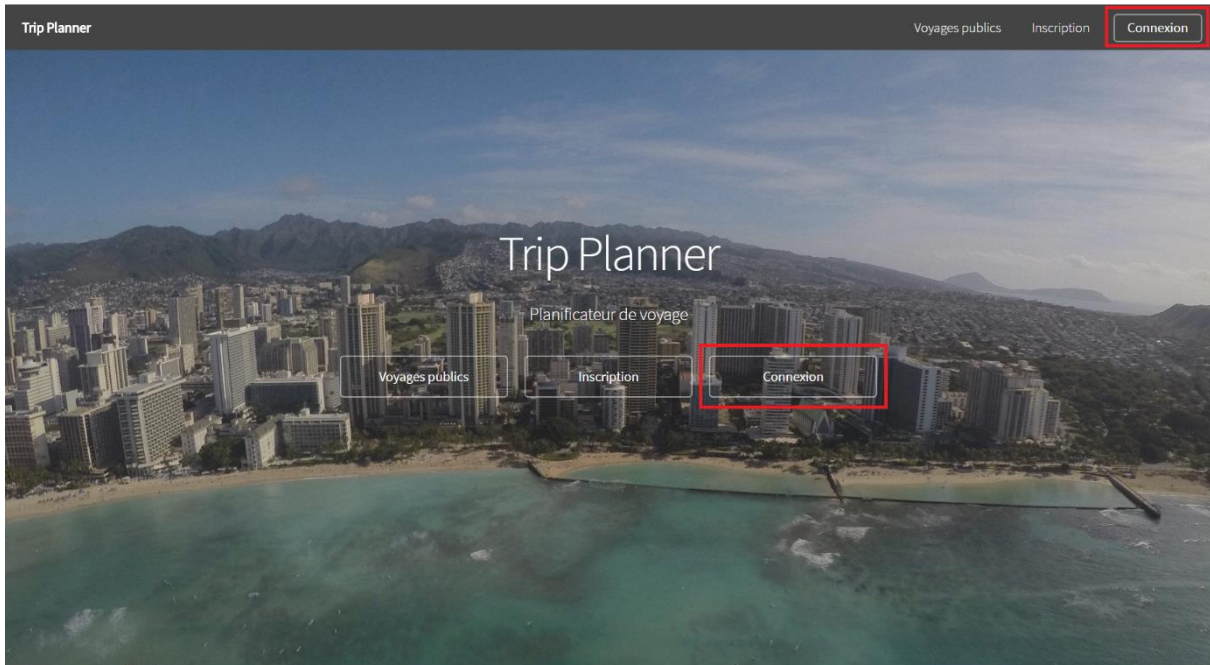 Trip Planner
Voyages publics Inscription Connexion
Trip Planner
Planificateur de voyage
Voyages publics Inscription Connexion